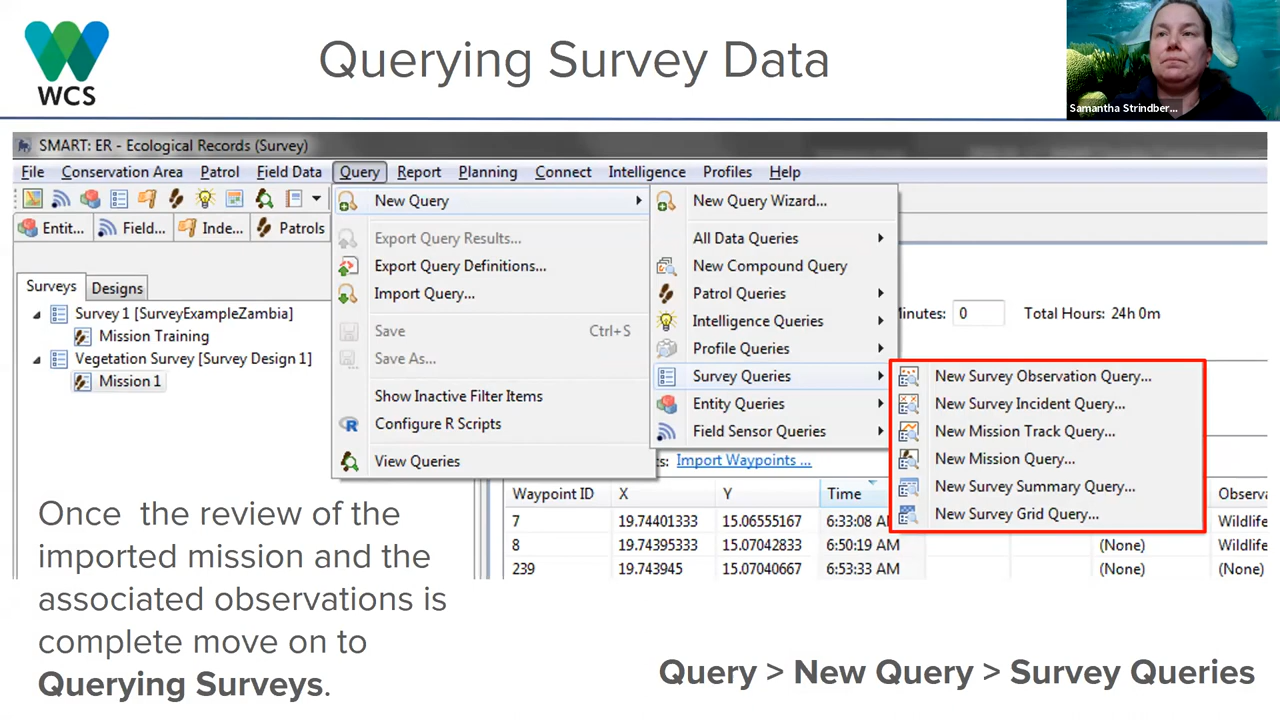 WCS
Querying Survey Data
Samantha Strindber...
SMART: ER - Ecological Records (Survey)
File Conservation Area Patrol Field Data Query Report Planning Connect Intelligence Profiles Help
Entit... Field... Inde... Patrols
Surveys Designs
Survey 1 [SurveyExampleZambia]
Mission Training
Vegetation Survey [Survey Design 1]
Mission 1
New Query
Export Query Results...
Export Query Definitions...
Import Query...
Save Ctrl+S
Save As...
Show Inactive Filter Items
Configure R Scripts
View Queries
New Query Wizard...
All Data Queries
New Compound Query
Patrol Queries
Intelligence Queries
Profile Queries
Survey Queries
Entity Queries
Field Sensor Queries
New Survey Observation Query...
New Survey Incident Query...
New Mission Track Query...
New Mission Query...
New Survey Summary Query...
New Survey Grid Query...
Minutes: 0 Total Hours: 24h 0m
s: Import Waypoints ...
Waypoint ID X Y Time Observa
7 19.74401333 15.06555167 6:33:08 AM Wildlife
8 19.74395333 15.07042833 6:50:19 AM (None) Wildlife
239 19.743945 15.07040667 6:53:33 AM (None) (None)
Once the review of the
imported mission and the
associated observations is
complete move on to
Querying Surveys.
Query > New Query > Survey Queries